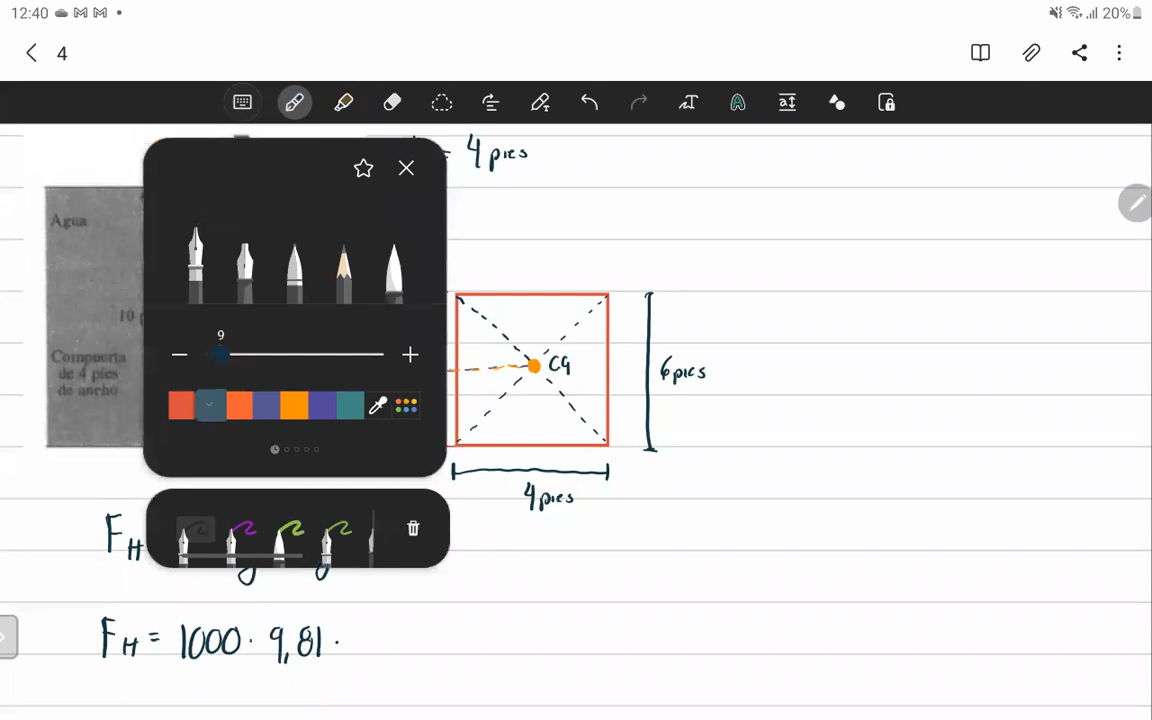 12:40 20%
4
= 4 pies
Agua
10
Compuerta
de 4 pies
de ancho
9
CG
6 pies
4 pies
F_H
F_H = 1000 · 9,81 ·